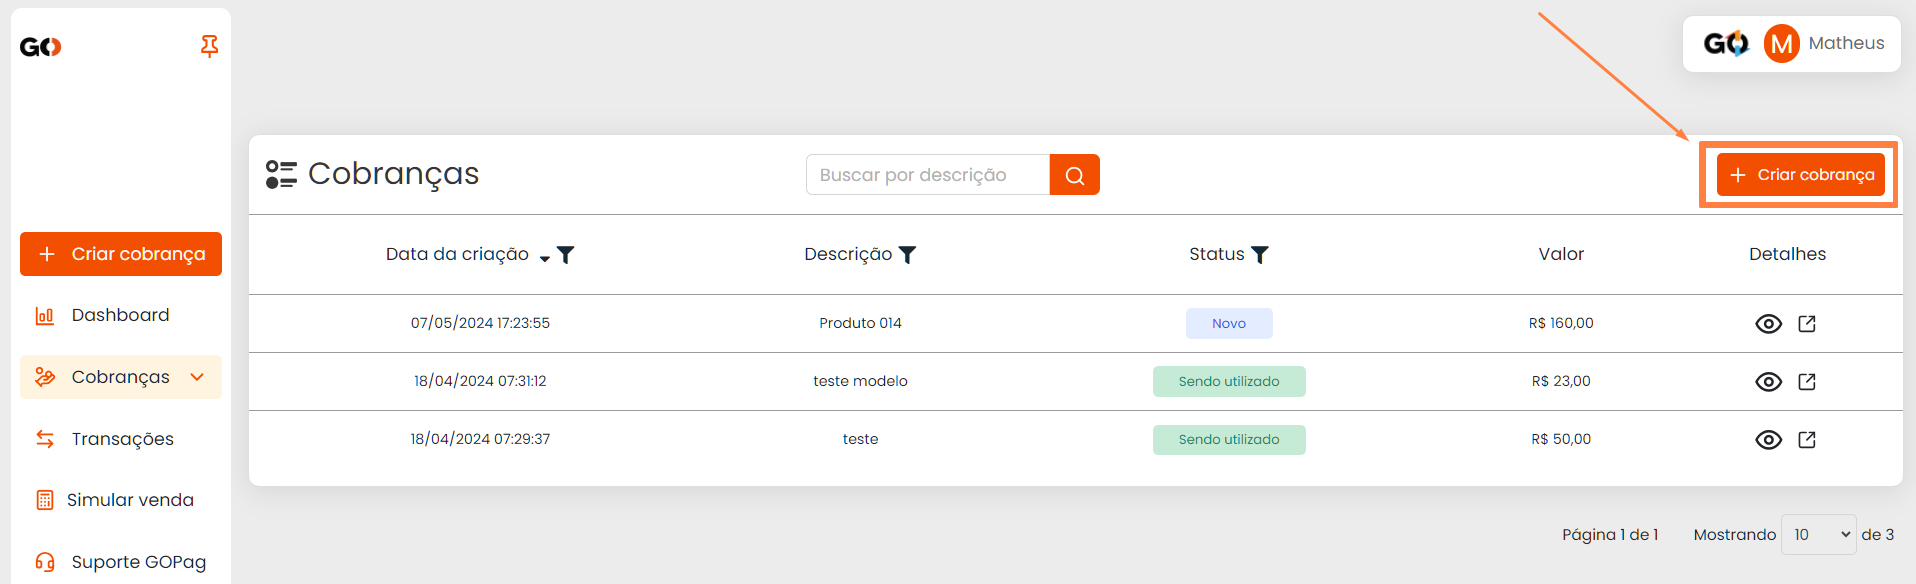 GO
GO M Matheus
Cobranças
Buscar por descrição
+ Criar cobrança
+ Criar cobrança
Dashboard
Cobranças
Transações
Simular venda
Suporte GOPag
Data da criação Descrição Status Valor Detalhes
07/05/2024 17:23:55 Produto 014 Novo R$ 160,00
18/04/2024 07:31:12 teste modelo Sendo utilizado R$ 23,00
18/04/2024 07:29:37 teste Sendo utilizado R$ 50,00
Página 1 de 1 Mostrando 10 de 3